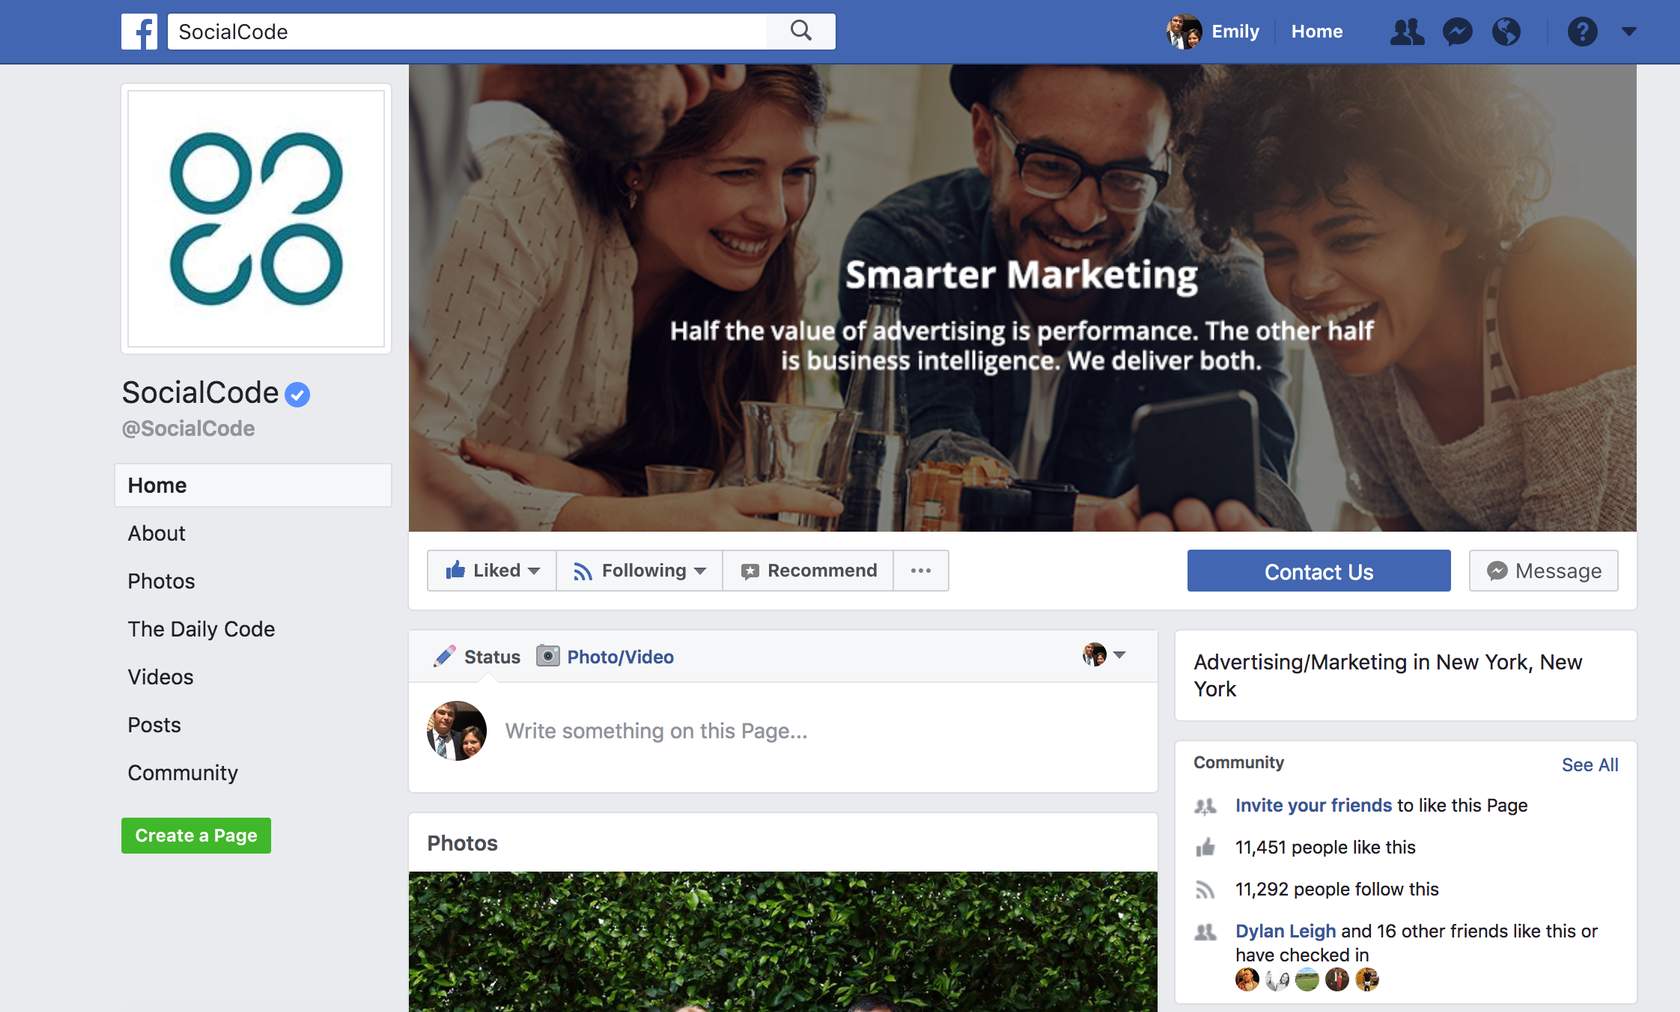 SocialCode
Emily
Home
SocialCode
@SocialCode
Home
About
Photos
The Daily Code
Videos
Posts
Community
Create a Page
Smarter Marketing
Half the value of advertising is performance. The other half
is business intelligence. We deliver both.
Liked
Following
Recommend
Contact Us
Message
Status
Photo/Video
Write something on this Page...
Photos
Advertising/Marketing in New York, New
York
Community
See All
Invite your friends to like this Page
11,451 people like this
11,292 people follow this
Dylan Leigh and 16 other friends like this or
have checked in